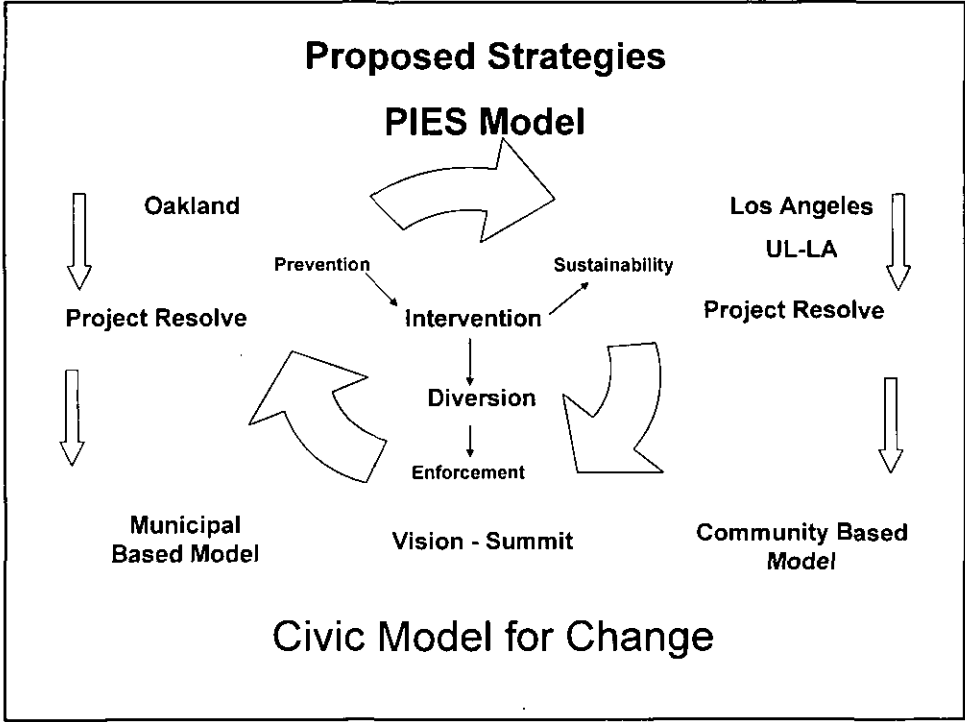 Proposed Strategies
PIES Model
Oakland
Los Angeles
UL-LA
Prevention
Sustainability
Project Resolve
Intervention
Project Resolve
Diversion
Enforcement
Municipal
Based Model
Vision - Summit
Community Based
Model
Civic Model for Change